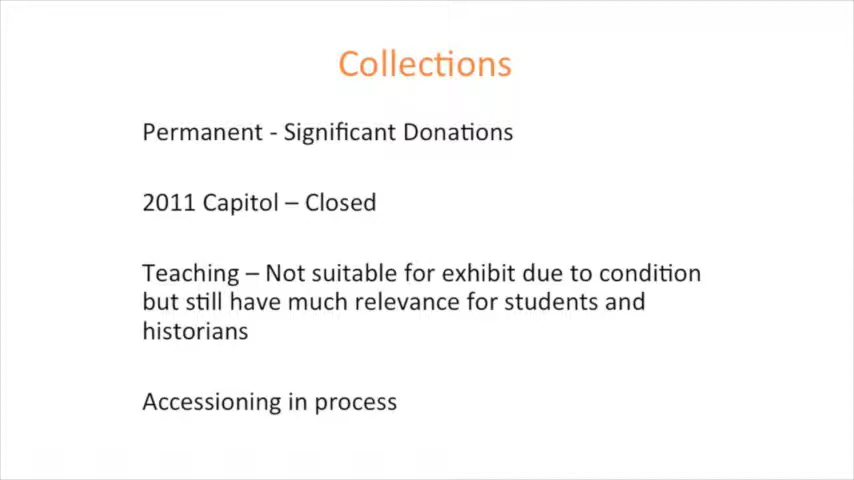 Collections
Permanent - Significant Donations
2011 Capitol – Closed
Teaching – Not suitable for exhibit due to condition
but still have much relevance for students and
historians
Accessioning in process